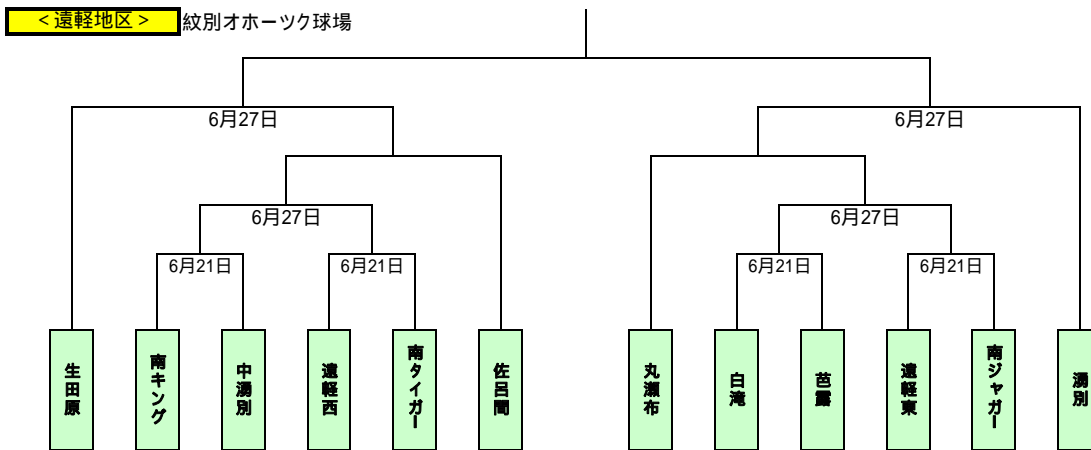 <遠軽地区> 紋別オホーツク球場
6月27日 6月27日
6月27日 6月27日
6月21日 6月21日 6月21日 6月21日
生田原
南キング
中湧別
遠軽西
南タイガー
佐呂間
丸瀬布
白滝
芭露
遠軽東
南ジャガー
湧別